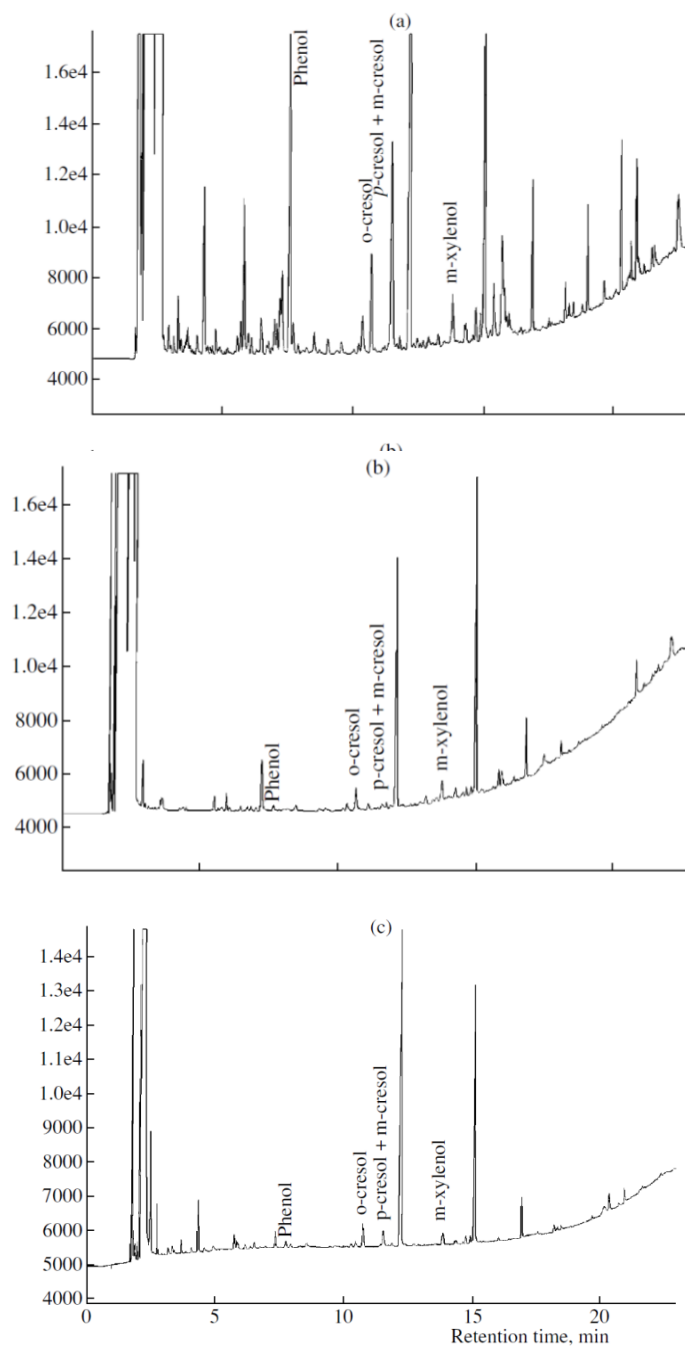 (a)
1.6e4
1.4e4
1.2e4
1.0e4
8000
6000
4000
Phenol
o-cresol
p-cresol + m-cresol
m-xylenol
(b)
(b)
1.6e4
1.4e4
1.2e4
1.0e4
8000
6000
4000
Phenol
o-cresol
p-cresol + m-cresol
m-xylenol
(c)
1.4e4
1.3e4
1.2e4
1.1e4
1.0e4
9000
8000
7000
6000
5000
4000
Phenol
o-cresol
p-cresol + m-cresol
m-xylenol
0
5
10
15
20
Retention time, min